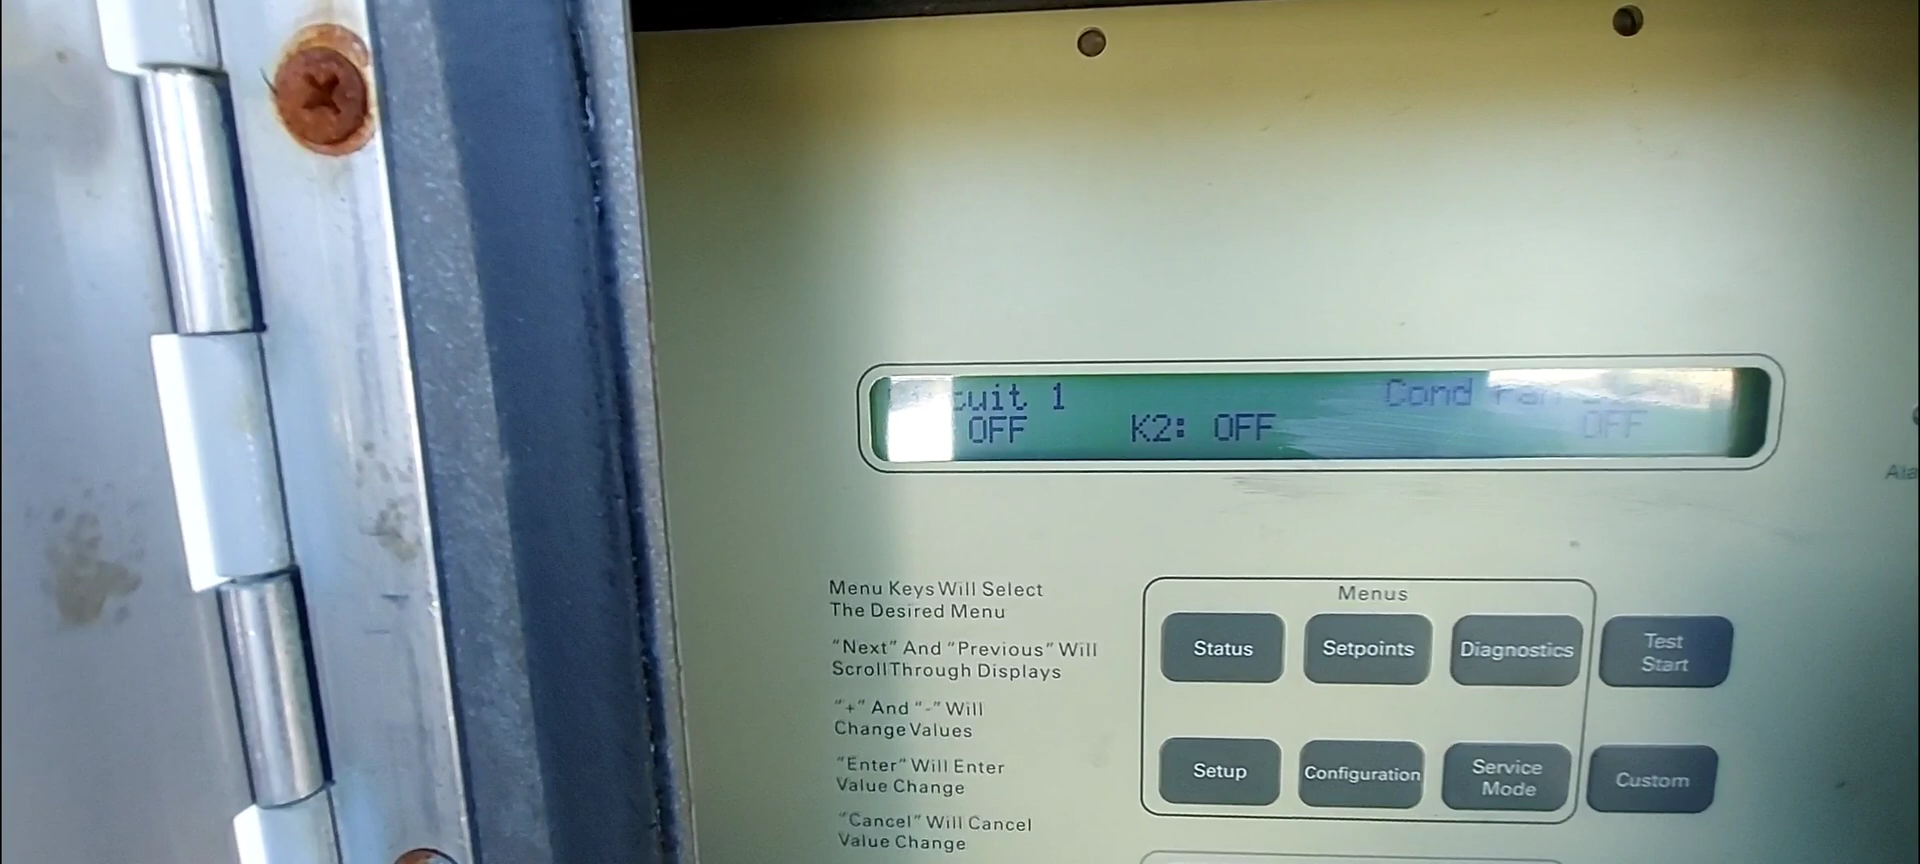 cuit 1 Cond Fan
OFF K2: OFF OFF
Menu Keys Will Select
The Desired Menu
"Next" And "Previous" Will
Scroll Through Displays
"+" And "-" Will
Change Values
"Enter" Will Enter
Value Change
"Cancel" Will Cancel
Value Change
Menus
Status
Setpoints
Diagnostics
Test
Start
Setup
Configuration
Service
Mode
Custom